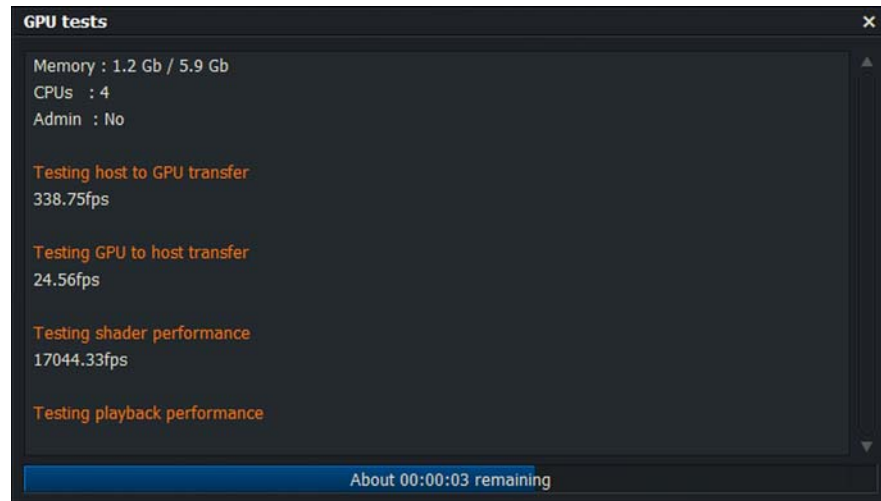 GPU tests
Memory : 1.2 Gb / 5.9 Gb
CPUs : 4
Admin : No
Testing host to GPU transfer
338.75fps
Testing GPU to host transfer
24.56fps
Testing shader performance
17044.33fps
Testing playback performance
About 00:00:03 remaining